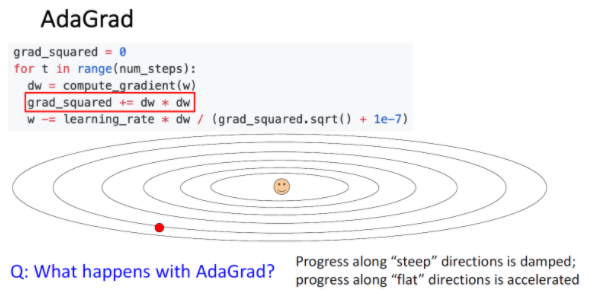 AdaGrad
grad_squared = 0
for t in range(num_steps):
  dw = compute_gradient(w)
  grad_squared += dw * dw
  w -= learning_rate * dw / (grad_squared.sqrt() + 1e-7)
Q: What happens with AdaGrad?
Progress along “steep” directions is damped;
progress along “flat” directions is accelerated